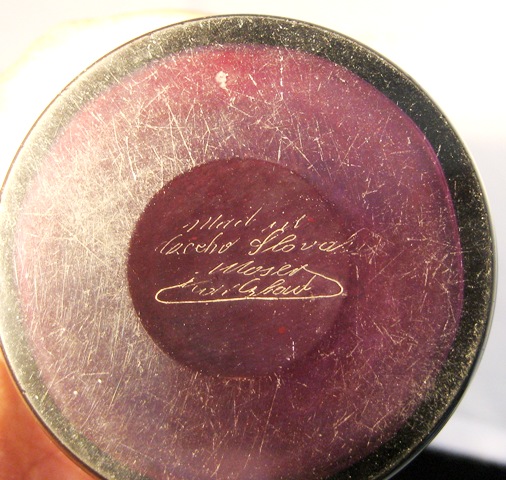 Made in
Czecho Slovak
Moser
Karlsbad